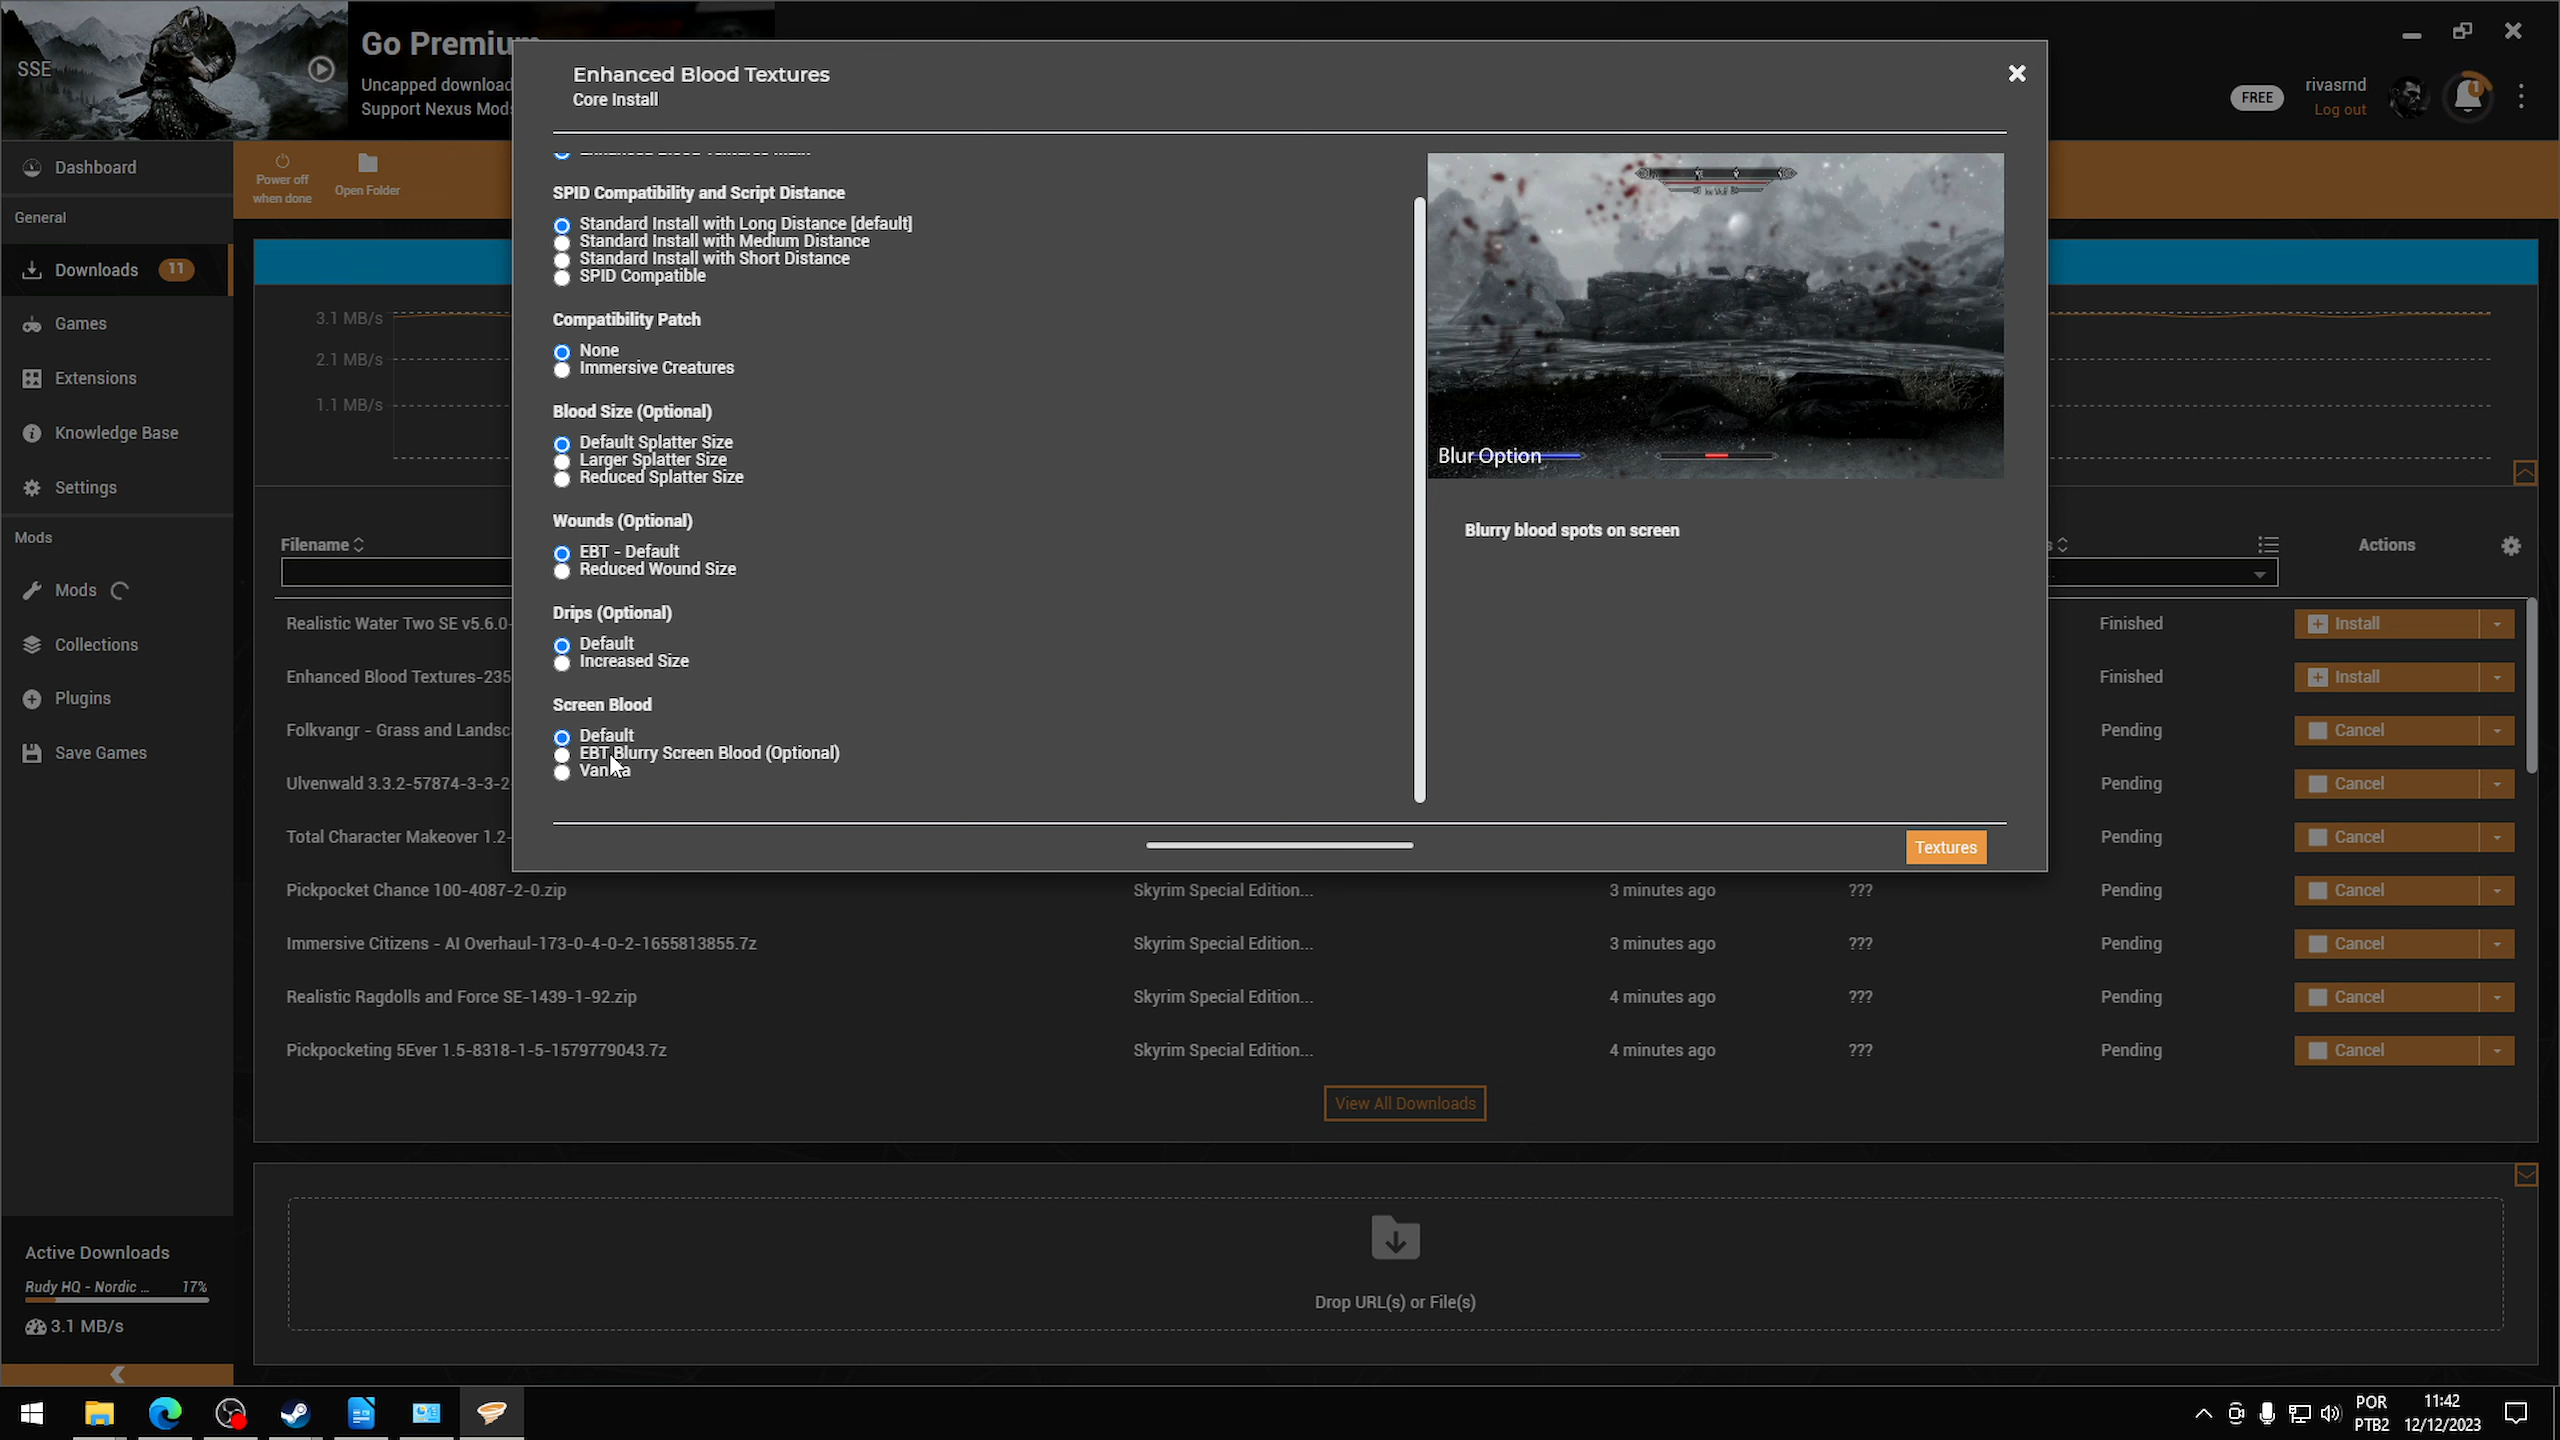 SSE
Go Premium
Uncapped download
Support Nexus Mods
FREE
rivasrnd
Log out
1
Dashboard
General
Downloads 11
Games
Extensions
Knowledge Base
Settings
Mods
Mods
Collections
Plugins
Save Games
Power off
when done
Open Folder
3.1 MB/s
2.1 MB/s
1.1 MB/s
Enhanced Blood Textures
Core Install
SPID Compatibility and Script Distance
Standard Install with Long Distance [default]
Standard Install with Medium Distance
Standard Install with Short Distance
SPID Compatible
Compatibility Patch
None
Immersive Creatures
Blood Size (Optional)
Default Splatter Size
Larger Splatter Size
Reduced Splatter Size
Wounds (Optional)
EBT - Default
Reduced Wound Size
Drips (Optional)
Default
Increased Size
Screen Blood
Default
EBT Blurry Screen Blood (Optional)
Vanilla
Blur Option
Blurry blood spots on screen
Textures
Filename
s
Actions
Realistic Water Two SE v5.6.0- Finished Install
Enhanced Blood Textures-235 Finished Install
Folkvangr - Grass and Landsc Pending Cancel
Ulvenwald 3.3.2-57874-3-3-2 Pending Cancel
Total Character Makeover 1.2- Pending Cancel
Pickpocket Chance 100-4087-2-0.zip Skyrim Special Edition... 3 minutes ago ??? Pending Cancel
Immersive Citizens - AI Overhaul-173-0-4-0-2-1655813855.7z Skyrim Special Edition... 3 minutes ago ??? Pending Cancel
Realistic Ragdolls and Force SE-1439-1-92.zip Skyrim Special Edition... 4 minutes ago ??? Pending Cancel
Pickpocketing 5Ever 1.5-8318-1-5-1579779043.7z Skyrim Special Edition... 4 minutes ago ??? Pending Cancel
View All Downloads
Drop URL(s) or File(s)
Active Downloads
Rudy HQ - Nordic ... 17%
3.1 MB/s
POR
PTB2
11:42
12/12/2023